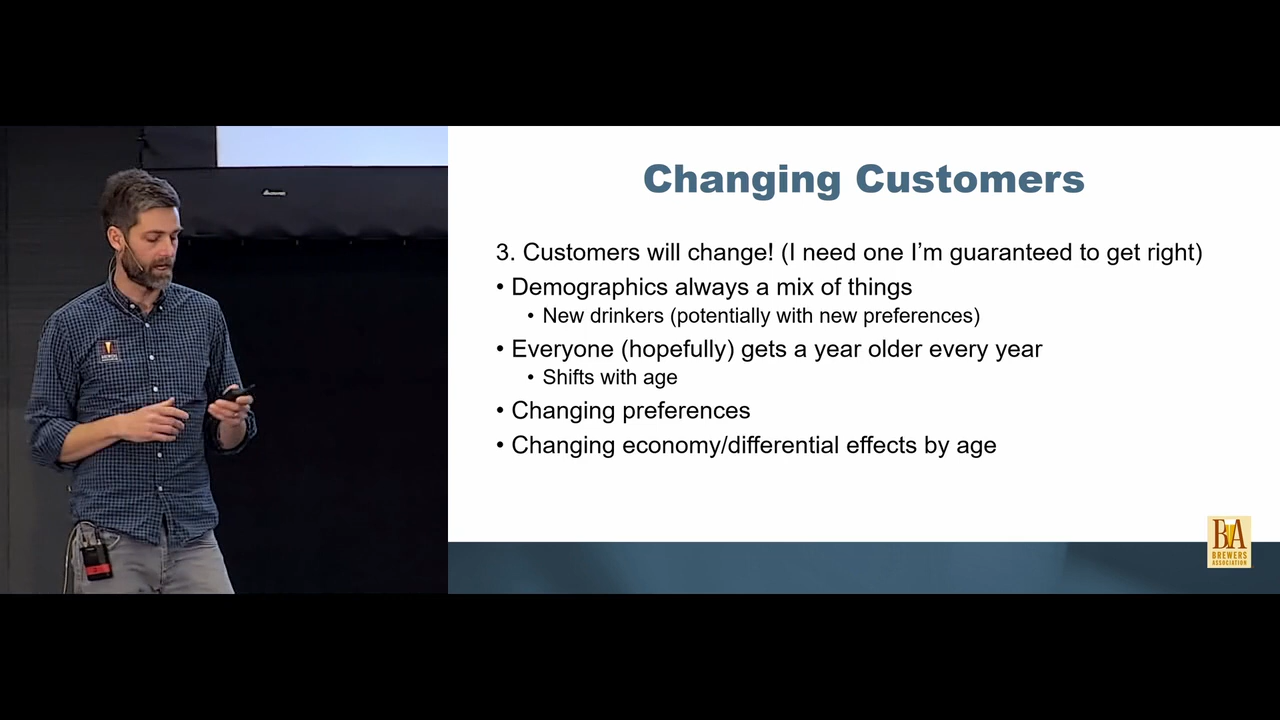 Changing Customers
3. Customers will change! (I need one I'm guaranteed to get right)
• Demographics always a mix of things
• New drinkers (potentially with new preferences)
• Everyone (hopefully) gets a year older every year
• Shifts with age
• Changing preferences
• Changing economy/differential effects by age
BA
BREWERS
ASSOCIATION